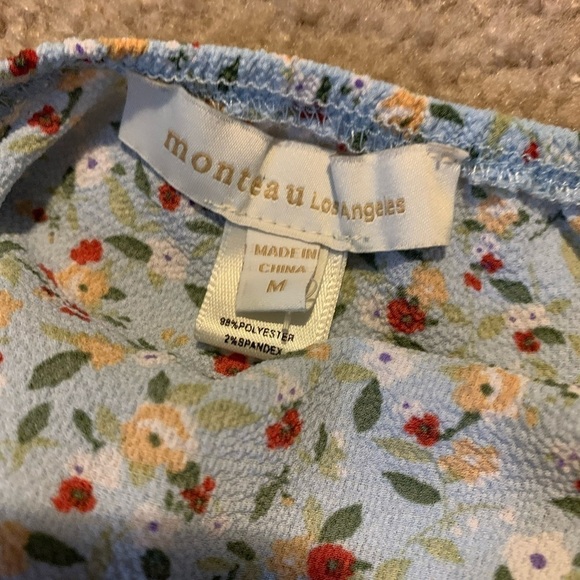 monteau Los Angeles
MADE IN
CHINA
M
98%POLYESTER
2%SPANDEX